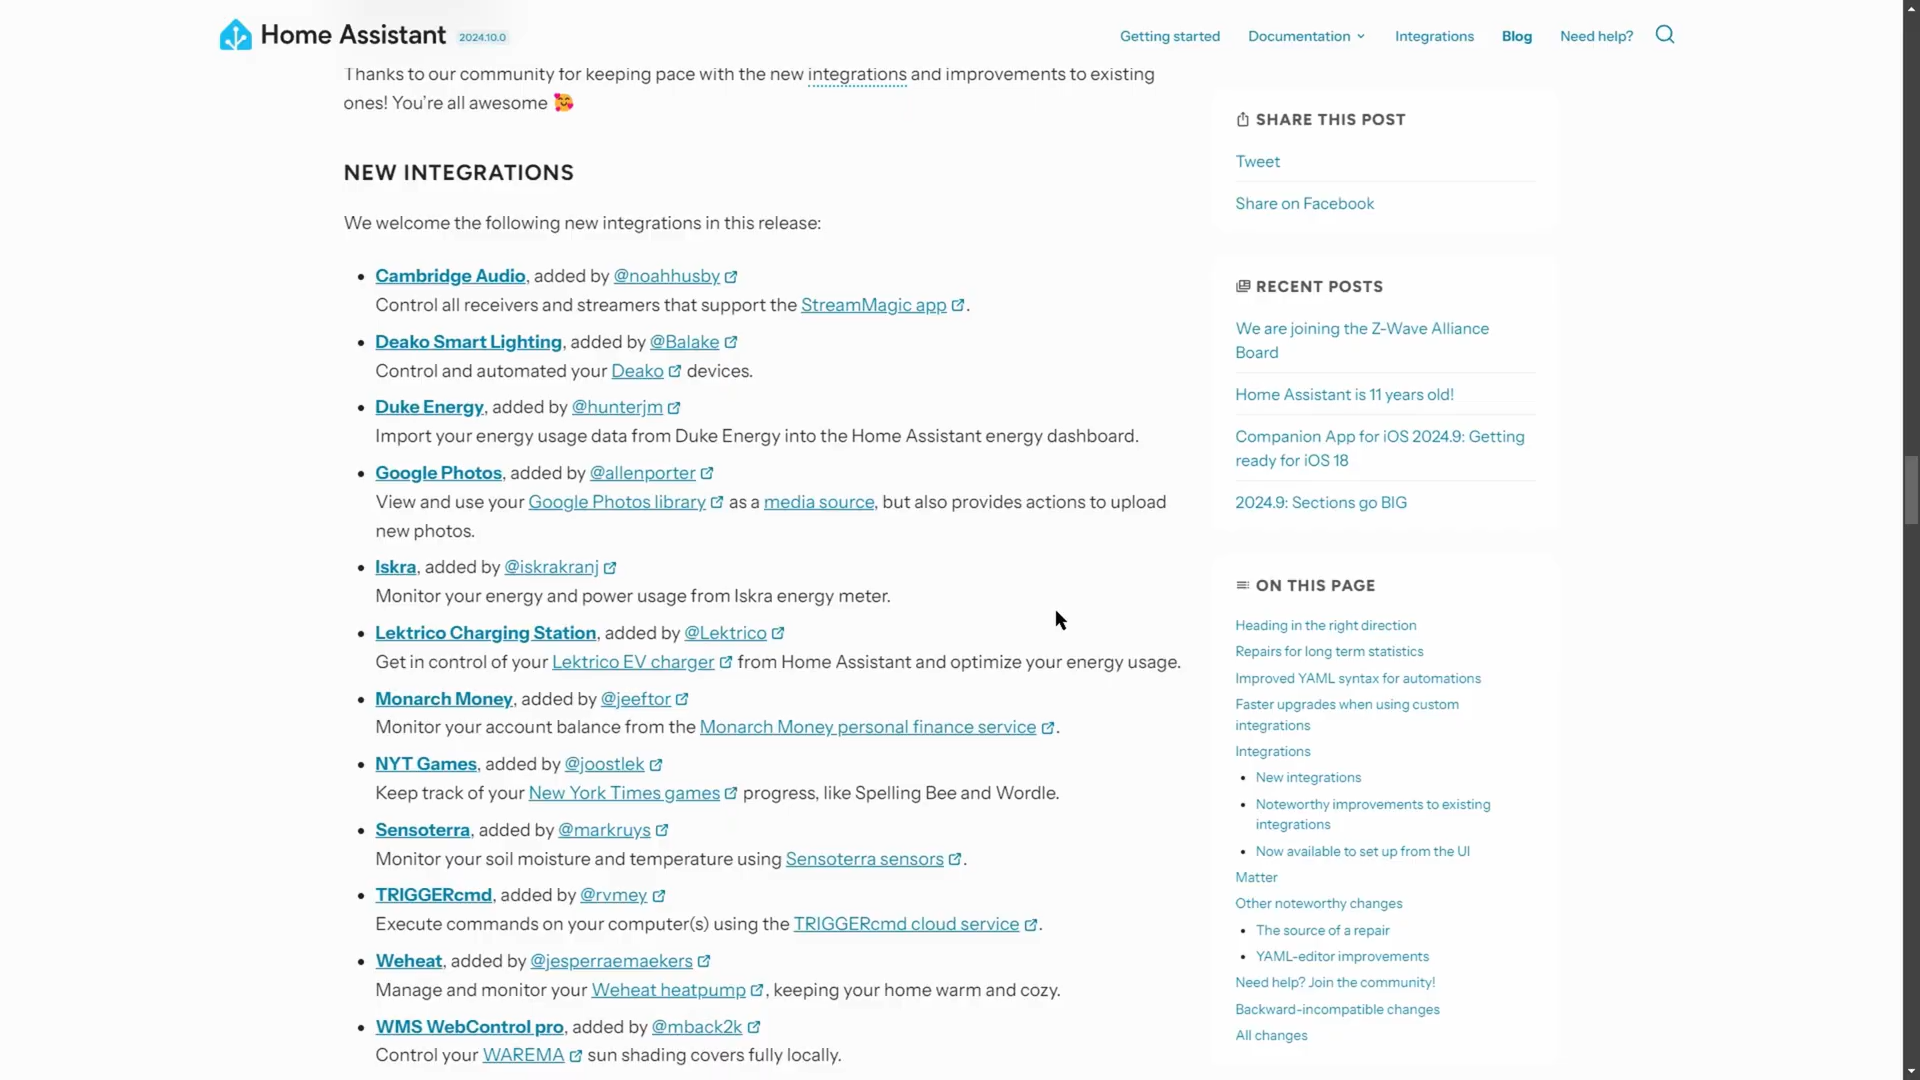 Home Assistant 2024.10.0
Getting started Documentation Integrations Blog Need help?
Thanks to our community for keeping pace with the new integrations and improvements to existing
ones! You're all awesome 🥰
NEW INTEGRATIONS
We welcome the following new integrations in this release:
• Cambridge Audio, added by @noahhusby
Control all receivers and streamers that support the StreamMagic app.
• Deako Smart Lighting, added by @Balake
Control and automated your Deako devices.
• Duke Energy, added by @hunterjm
Import your energy usage data from Duke Energy into the Home Assistant energy dashboard.
• Google Photos, added by @allenporter
View and use your Google Photos library as a media source, but also provides actions to upload
new photos.
• Iskra, added by @iskrakranj
Monitor your energy and power usage from Iskra energy meter.
• Lektrico Charging Station, added by @Lektrico
Get in control of your Lektrico EV charger from Home Assistant and optimize your energy usage.
• Monarch Money, added by @jeeftor
Monitor your account balance from the Monarch Money personal finance service.
• NYT Games, added by @joostlek
Keep track of your New York Times games progress, like Spelling Bee and Wordle.
• Sensoterra, added by @markruys
Monitor your soil moisture and temperature using Sensoterra sensors.
• TRIGGERcmd, added by @rvmey
Execute commands on your computer(s) using the TRIGGERcmd cloud service.
• Weheat, added by @jesperraemaekers
Manage and monitor your Weheat heatpump, keeping your home warm and cozy.
• WMS WebControl pro, added by @mback2k
Control your WAREMA sun shading covers fully locally.
SHARE THIS POST
Tweet
Share on Facebook
RECENT POSTS
We are joining the Z-Wave Alliance
Board
Home Assistant is 11 years old!
Companion App for iOS 2024.9: Getting
ready for iOS 18
2024.9: Sections go BIG
ON THIS PAGE
Heading in the right direction
Repairs for long term statistics
Improved YAML syntax for automations
Faster upgrades when using custom
integrations
Integrations
• New integrations
• Noteworthy improvements to existing
integrations
• Now available to set up from the UI
Matter
Other noteworthy changes
• The source of a repair
• YAML-editor improvements
Need help? Join the community!
Backward-incompatible changes
All changes